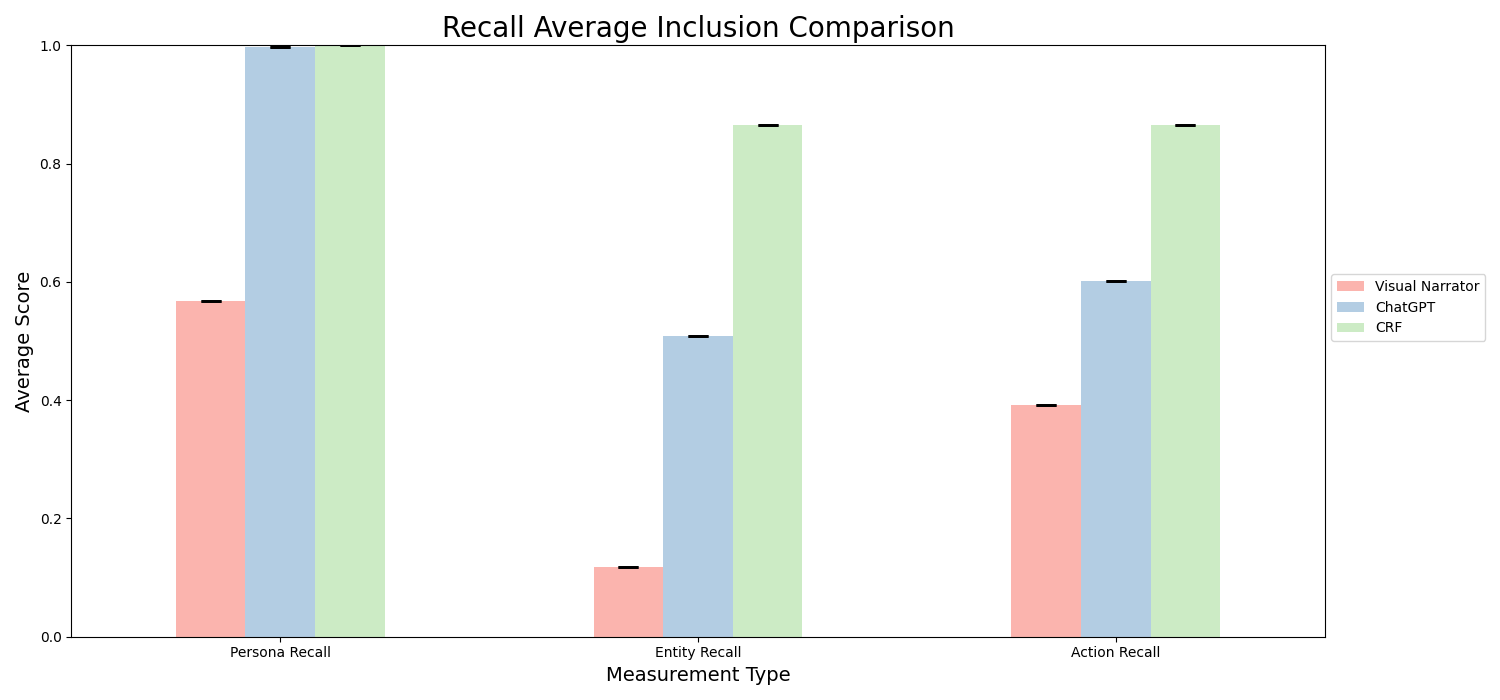 Recall Average Inclusion Comparison
Average Score
1.0
0.8
0.6
0.4
0.2
0.0
Persona Recall
Entity Recall
Action Recall
Measurement Type
Visual Narrator
ChatGPT
CRF